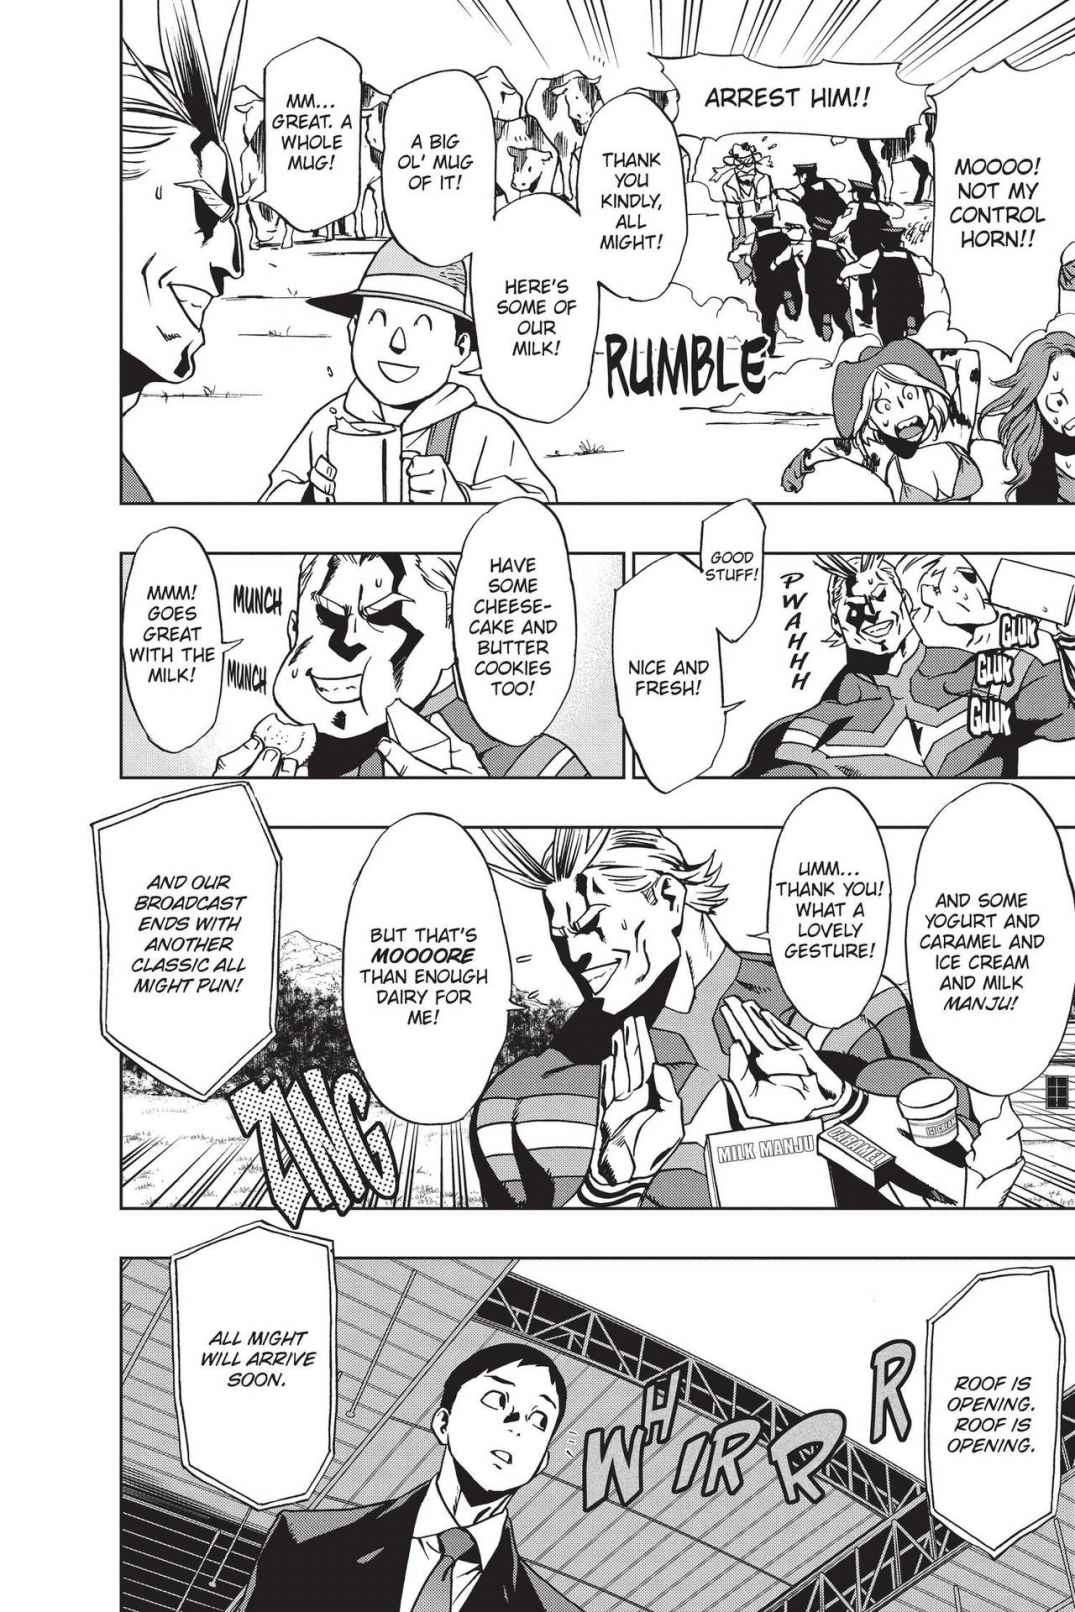 ARREST HIM!!
MOOOO!
NOT MY
CONTROL
HORN!!
THANK
YOU
KINDLY,
ALL
MIGHT!
HERE'S
SOME OF
OUR
MILK!
A BIG
OL' MUG
OF IT!
MM...
GREAT. A
WHOLE
MUG!
RUMBLE
GLUK
GLUK
GLUK
PWAHHH
GOOD
STUFF!
NICE AND
FRESH!
HAVE
SOME
CHEESE-
CAKE AND
BUTTER
COOKIES
TOO!
MUNCH
MUNCH
MMM!
GOES
GREAT
WITH THE
MILK!
AND SOME
YOGURT AND
CARAMEL AND
ICE CREAM
AND MILK
MANJU!
UMM...
THANK YOU!
WHAT A
LOVELY
GESTURE!
MILK MANJU
CARAMEL
BUT THAT'S
MOOOORE
THAN ENOUGH
DAIRY FOR
ME!
AND OUR
BROADCAST
ENDS WITH
ANOTHER
CLASSIC ALL
MIGHT PUN!
ZING
ROOF IS
OPENING.
ROOF IS
OPENING.
WHIRRR
ALL MIGHT
WILL ARRIVE
SOON.